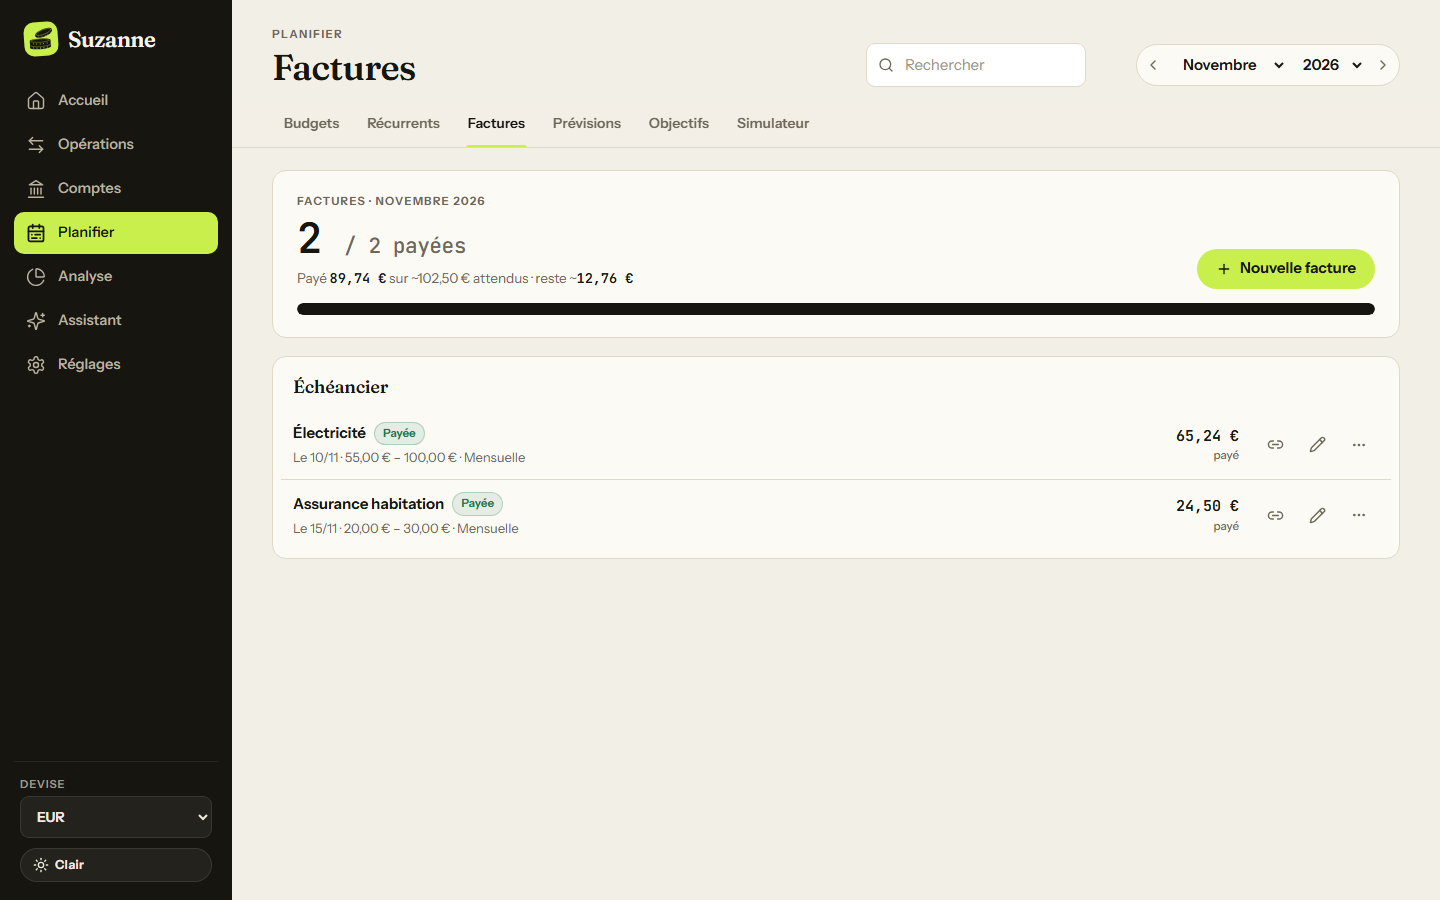 Suzanne
Accueil
Opérations
Comptes
Planifier
Analyse
Assistant
Réglages
DEVISE
EUR
Clair
PLANIFIER
Factures
Rechercher
Novembre
2026
Budgets
Récurrents
Factures
Prévisions
Objectifs
Simulateur
FACTURES · NOVEMBRE 2026
2 / 2 payées
Payé 89,74 € sur ~102,50 € attendus · reste ~12,76 €
Nouvelle facture
Échéancier
Électricité Payée
Le 10/11 · 55,00 € – 100,00 € · Mensuelle
65,24 €
payé
Assurance habitation Payée
Le 15/11 · 20,00 € – 30,00 € · Mensuelle
24,50 €
payé